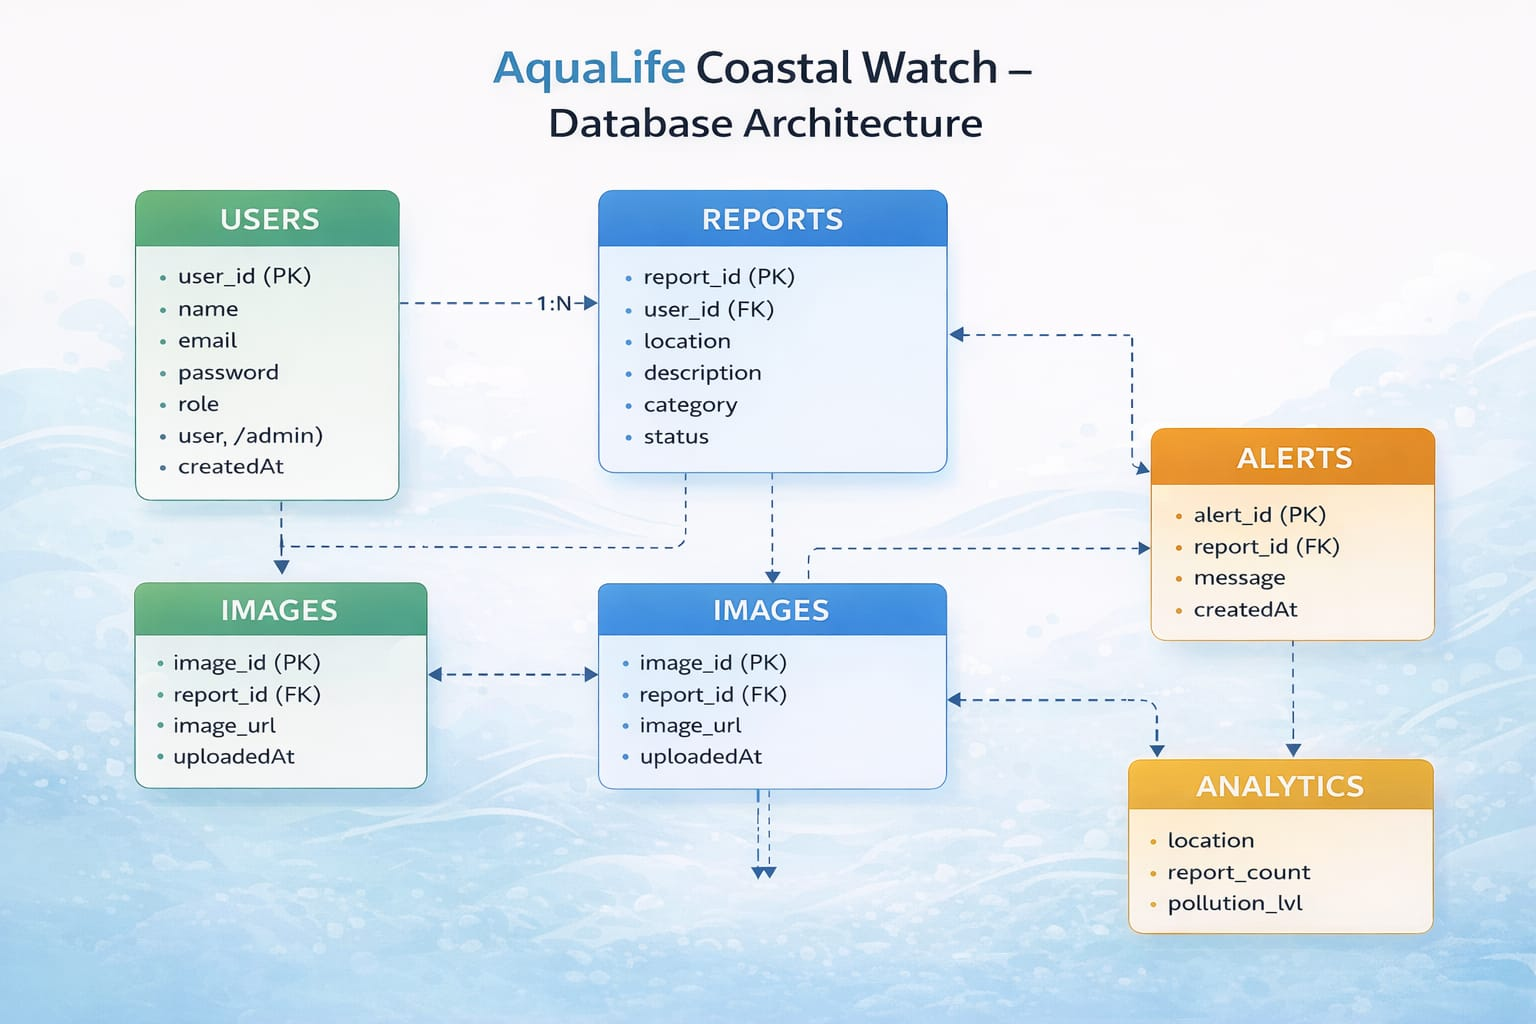 AquaLife Coastal Watch –
Database Architecture
USERS
user_id (PK)
name
email
password
role
user, /admin)
createdAt
1:N
REPORTS
report_id (PK)
user_id (FK)
location
description
category
status
ALERTS
alert_id (PK)
report_id (FK)
message
createdAt
IMAGES
image_id (PK)
report_id (FK)
image_url
uploadedAt
IMAGES
image_id (PK)
report_id (FK)
image_url
uploadedAt
ANALYTICS
location
report_count
pollution_lvl